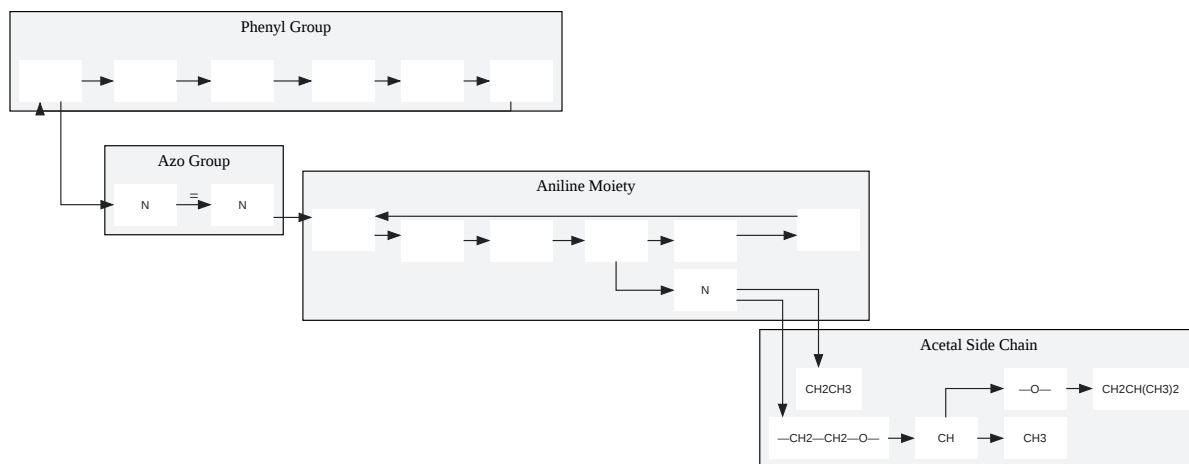 Phenyl Group
Azo Group
N
=
N
Aniline Moiety
N
Acetal Side Chain
CH2CH3
—O—
CH2CH(CH3)2
—CH2—CH2—O—
CH
CH3